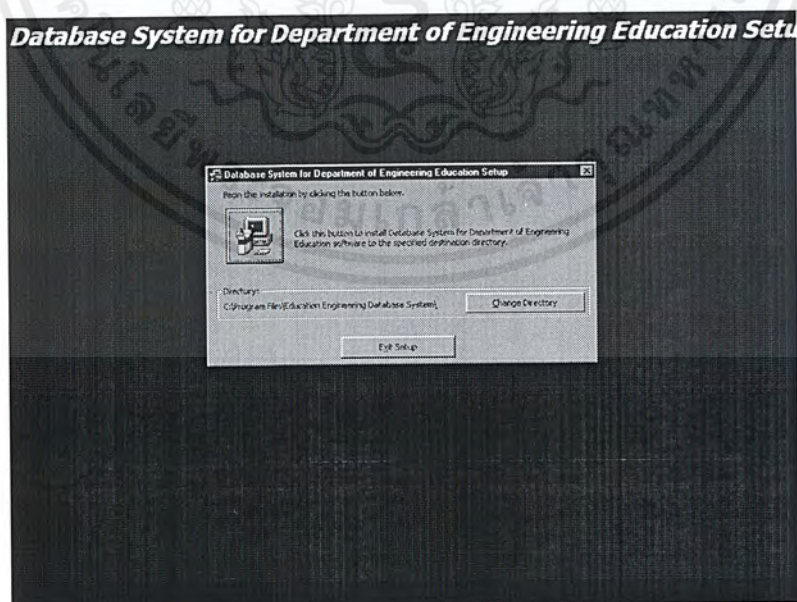 Database System for Department of Engineering Education Setu
Database System for Department of Engineering Education Setup
Begin the installation by clicking the button below.
Click this button to install Database System for Department of Engineering
Education software to the specified destination directory.
Directory:
C:\Program Files\Education Engineering Database System\
Change Directory
Exit Setup